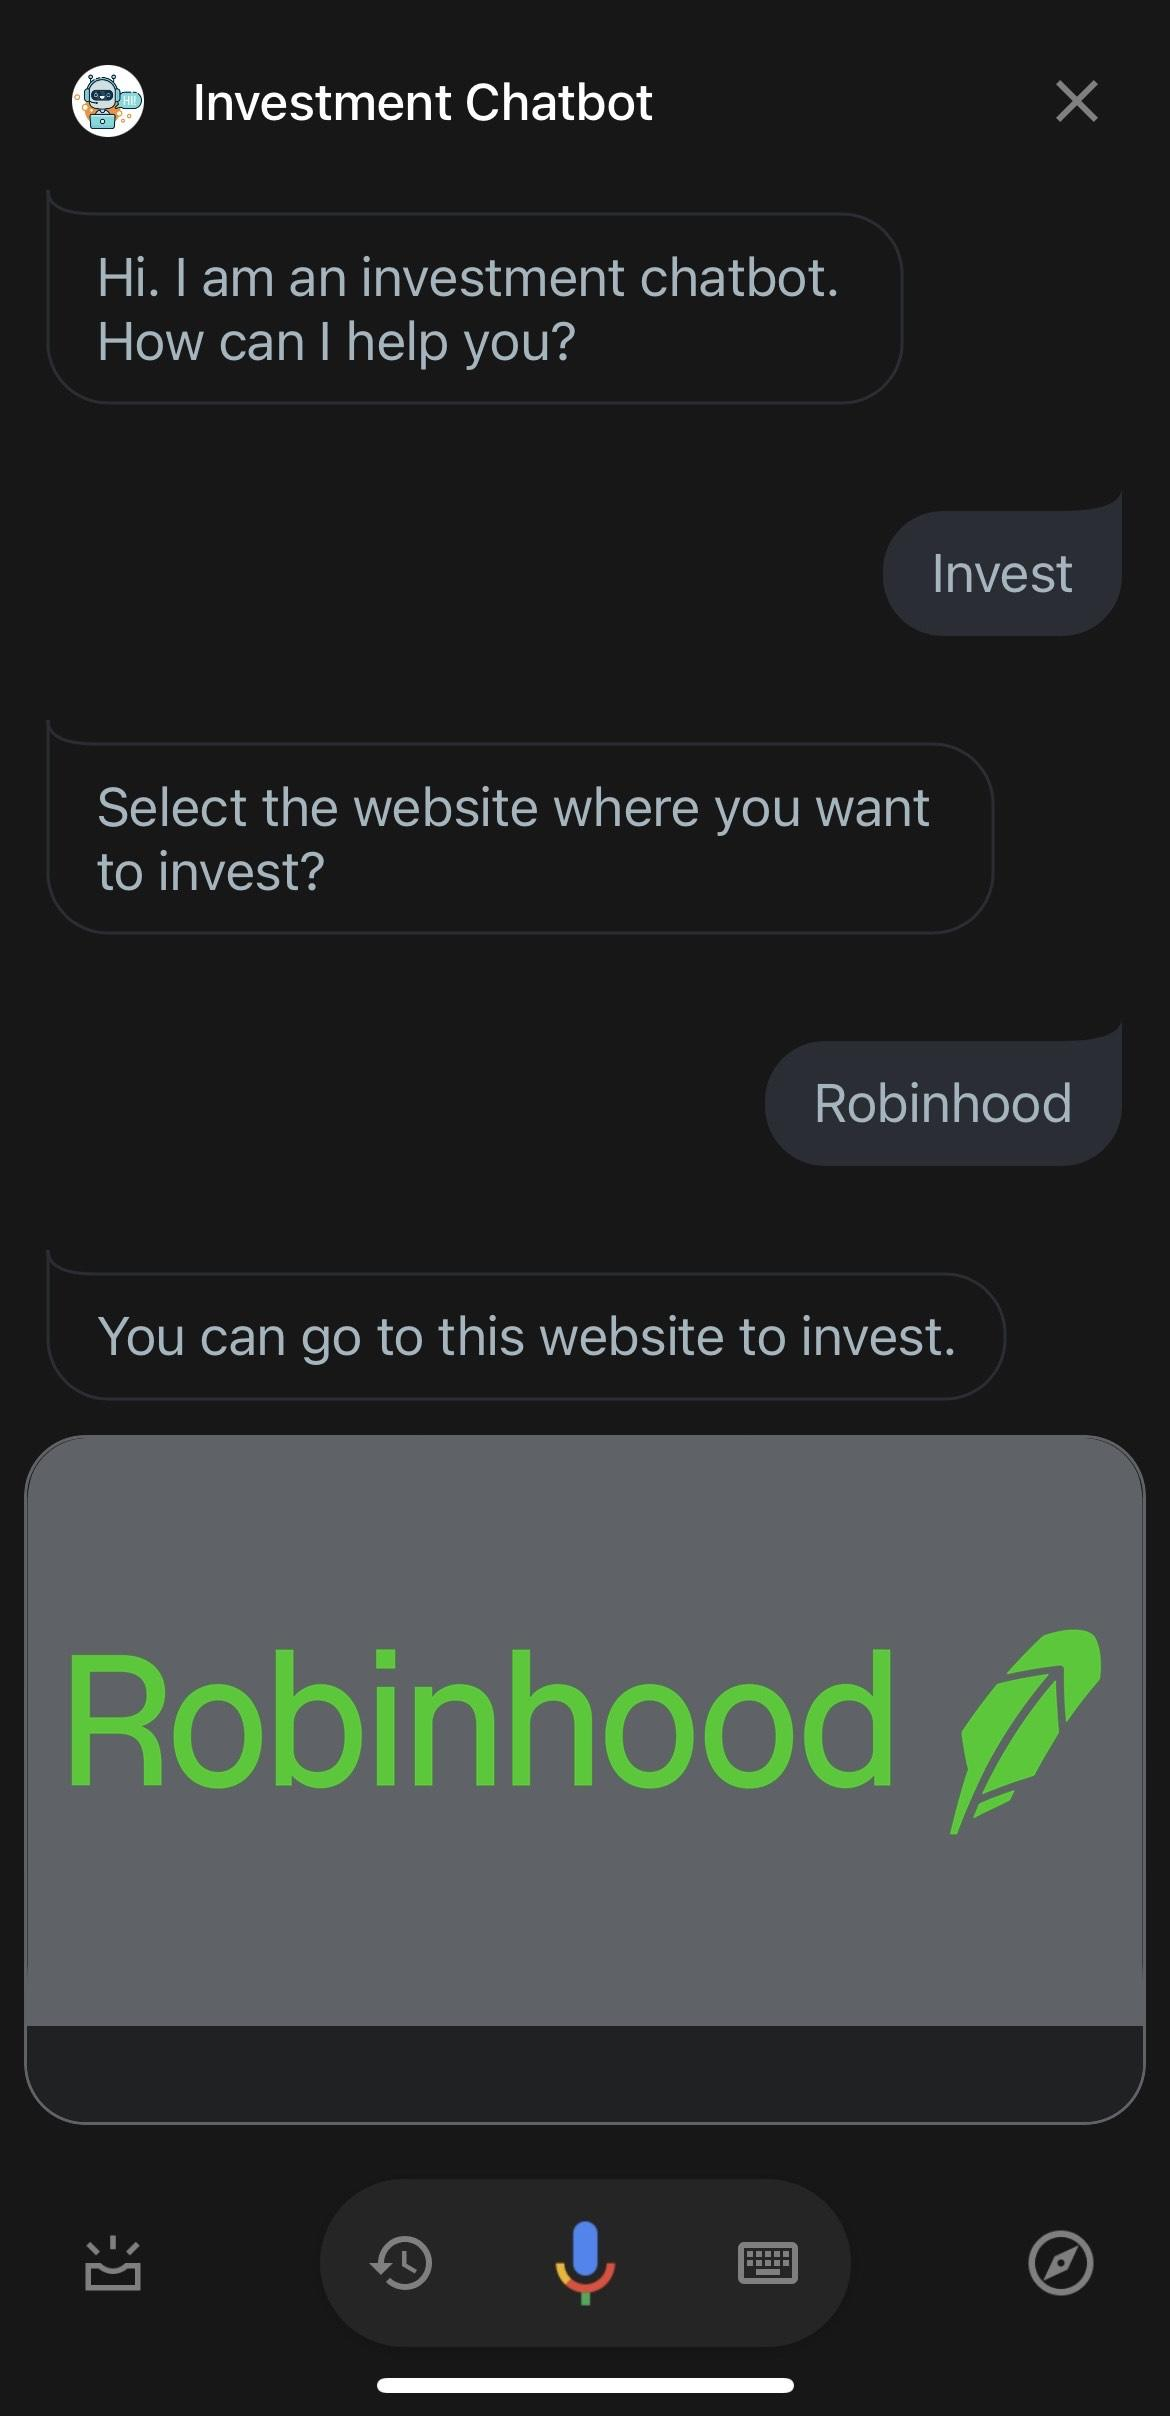 HI!
Investment Chatbot
Hi. I am an investment chatbot.
How can I help you?
Invest
Select the website where you want
to invest?
Robinhood
You can go to this website to invest.
Robinhood